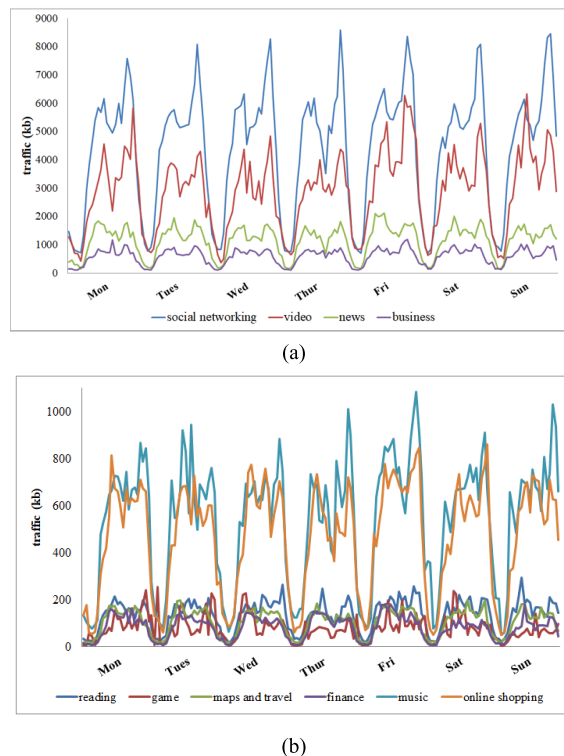 9000
8000
7000
6000
5000
4000
3000
2000
1000
0
traffic (kb)
Mon Tues Wed Thur Fri Sat Sun
social networking video news business
(a)
1000
800
600
400
200
0
traffic (kb)
Mon Tues Wed Thur Fri Sat Sun
reading game maps and travel finance music online shopping
(b)